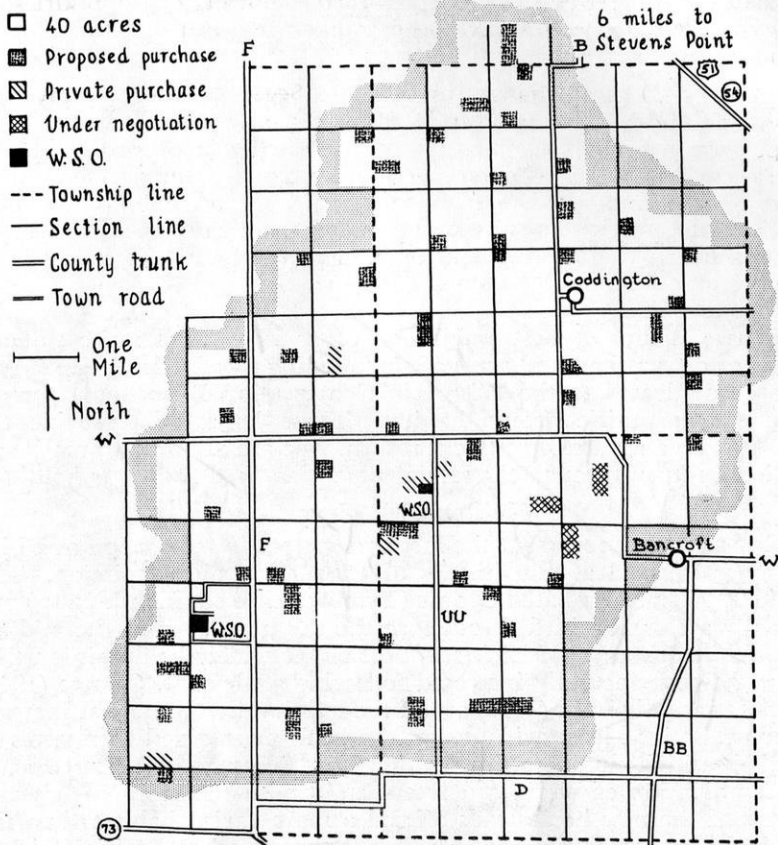 40 acres
Proposed purchase
Private purchase
Under negotiation
W.S.O.
Township line
Section line
County trunk
Town road
One
Mile
North
F
B
6 miles to
Stevens Point
51
54
Coddington
W
W.S.O.
F
Bancroft
W
W.S.O.
UU
BB
D
73